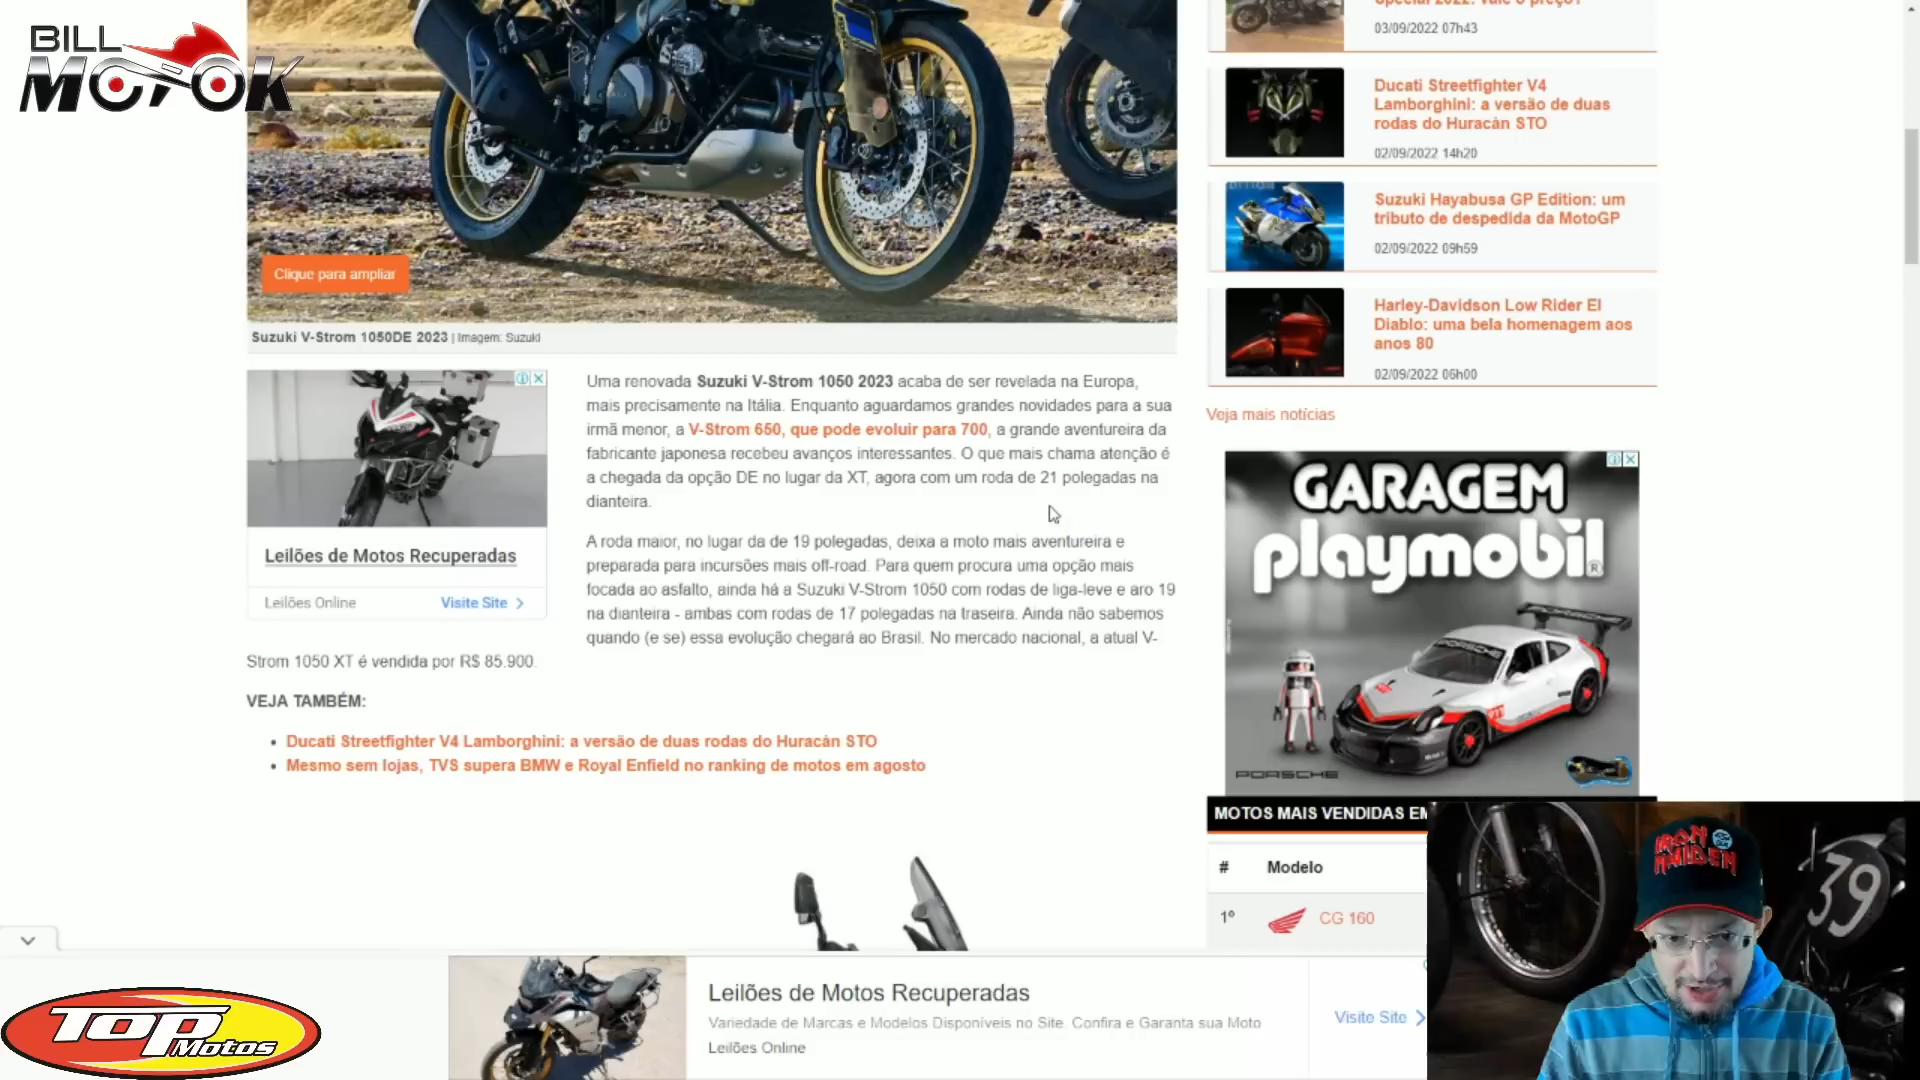 BILL
MOTOK
Special 2022: vale o preço?
03/09/2022 07h43
Ducati Streetfighter V4
Lamborghini: a versão de duas
rodas do Huracán STO
02/09/2022 14h20
Suzuki Hayabusa GP Edition: um
tributo de despedida da MotoGP
02/09/2022 09h59
Harley-Davidson Low Rider El
Diablo: uma bela homenagem aos
anos 80
02/09/2022 06h00
Veja mais notícias
Clique para ampliar
Suzuki V-Strom 1050DE 2023 | Imagem: Suzuki
Leilões de Motos Recuperadas
Leilões Online
Visite Site
Uma renovada Suzuki V-Strom 1050 2023 acaba de ser revelada na Europa,
mais precisamente na Itália. Enquanto aguardamos grandes novidades para a sua
irmã menor, a V-Strom 650, que pode evoluir para 700, a grande aventureira da
fabricante japonesa recebeu avanços interessantes. O que mais chama atenção é
a chegada da opção DE no lugar da XT, agora com um roda de 21 polegadas na
dianteira.
A roda maior, no lugar da de 19 polegadas, deixa a moto mais aventureira e
preparada para incursões mais off-road. Para quem procura uma opção mais
focada ao asfalto, ainda há a Suzuki V-Strom 1050 com rodas de liga-leve e aro 19
na dianteira - ambas com rodas de 17 polegadas na traseira. Ainda não sabemos
quando (e se) essa evolução chegará ao Brasil. No mercado nacional, a atual V-
Strom 1050 XT é vendida por R$ 85.900.
VEJA TAMBÉM:
• Ducati Streetfighter V4 Lamborghini: a versão de duas rodas do Huracán STO
• Mesmo sem lojas, TVS supera BMW e Royal Enfield no ranking de motos em agosto
GARAGEM
playmobil®
PORSCHE
MOTOS MAIS VENDIDAS EM
# Modelo
1º CG 160
Leilões de Motos Recuperadas
Variedade de Marcas e Modelos Disponíveis no Site. Confira e Garanta sua Moto
Leilões Online
Visite Site
TOP
MOTOS
IRON
MAIDEN
39